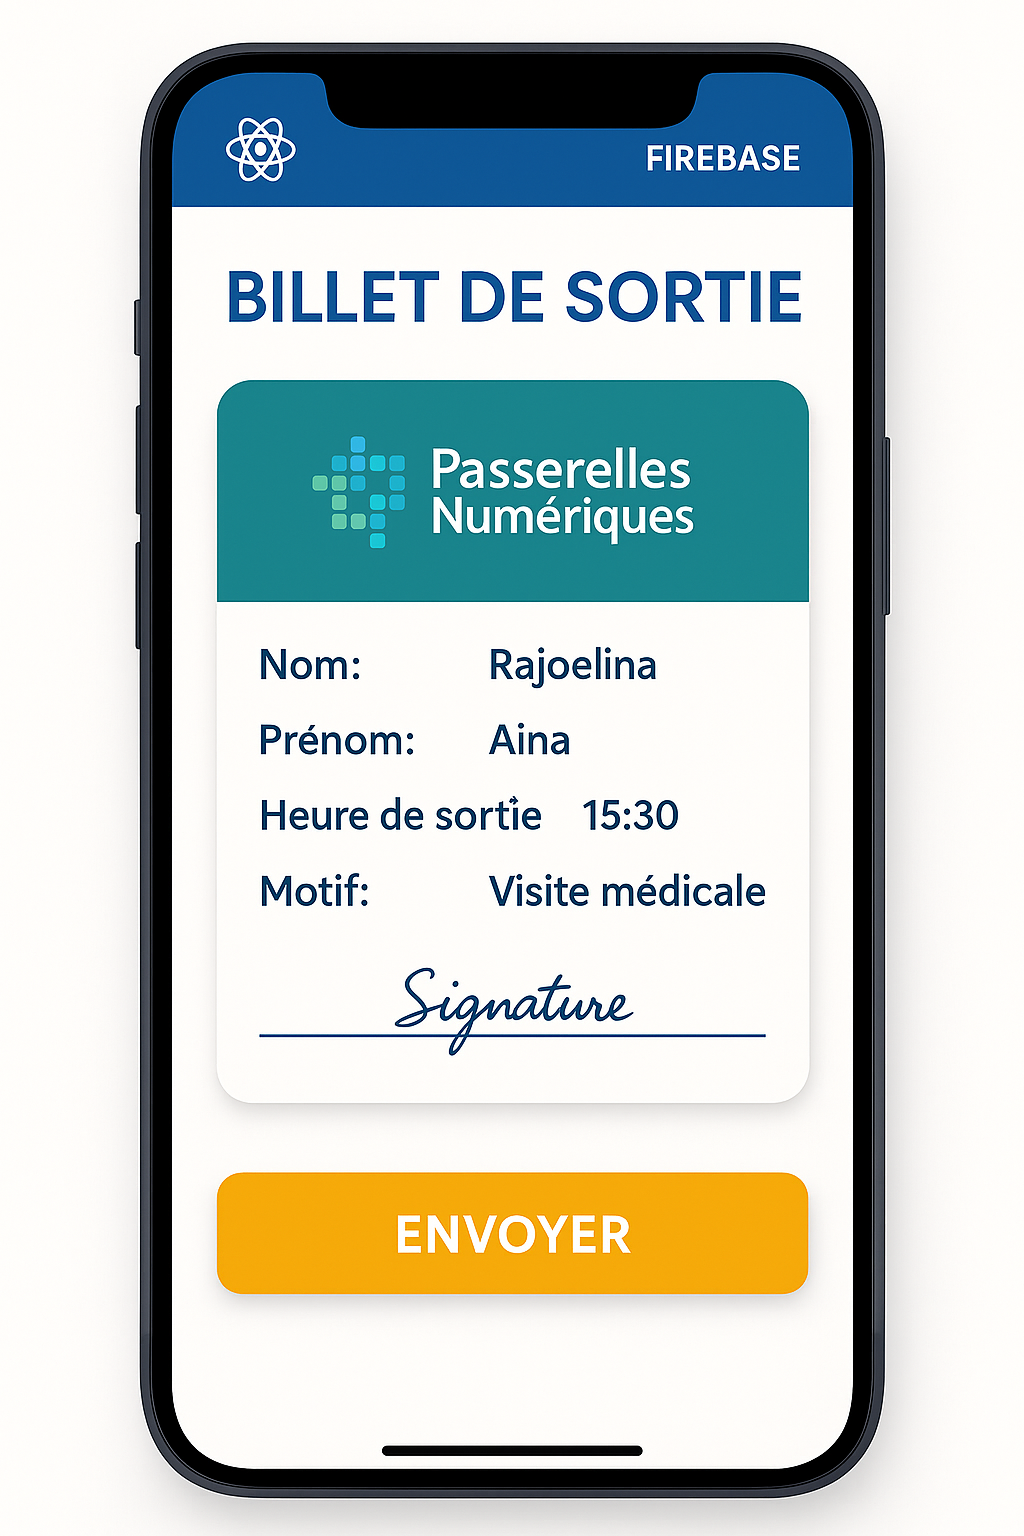 FIREBASE
BILLET DE SORTIE
Passerelles
Numériques
Nom: Rajoelina
Prénom: Aina
Heure de sortie 15:30
Motif: Visite médicale
Signature
ENVOYER